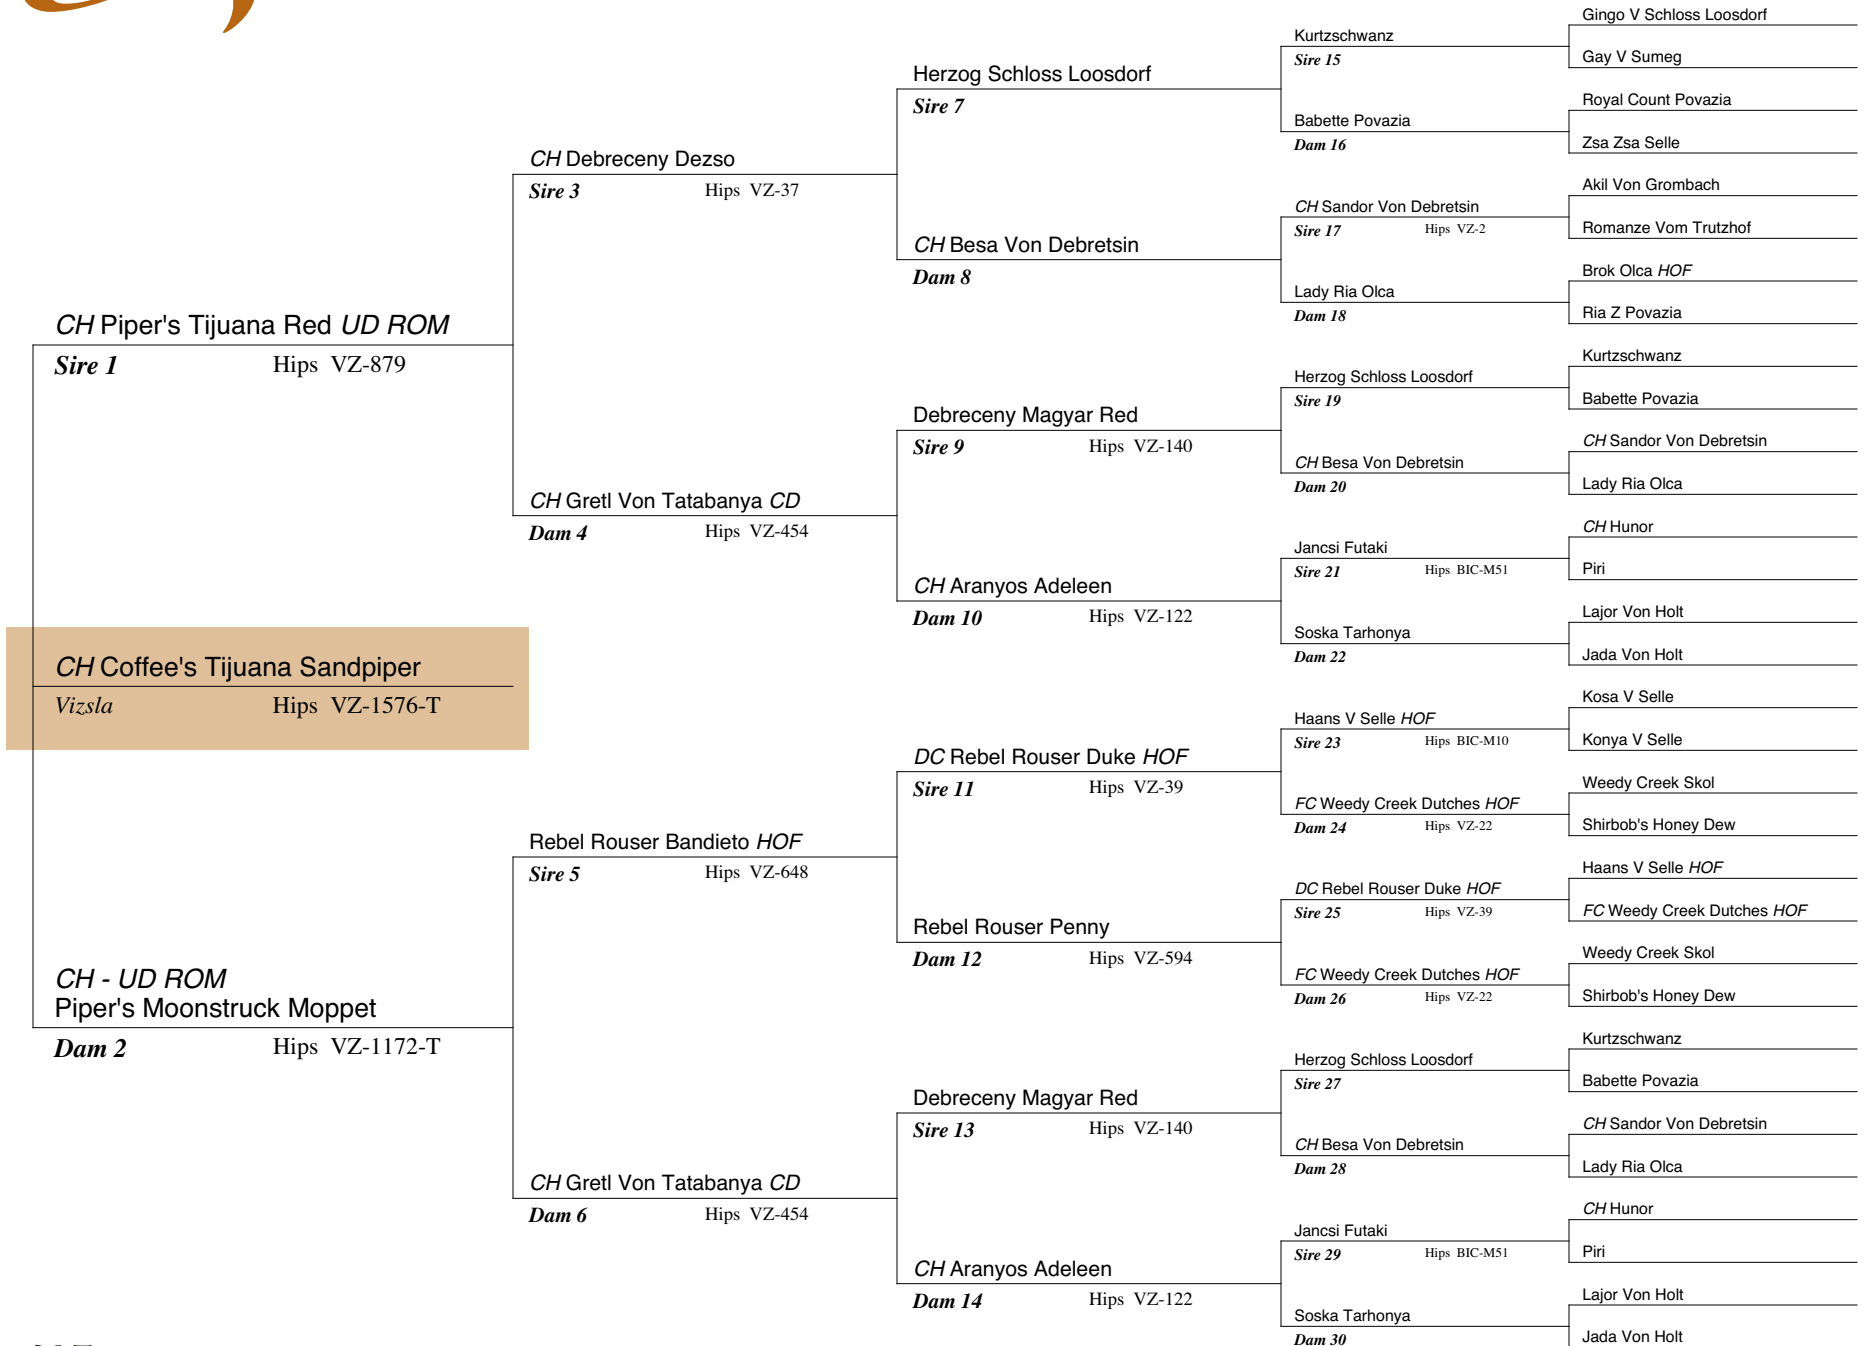 CH Piper's Tijuana Red UD ROM
Sire 1 Hips VZ-879
CH Coffee's Tijuana Sandpiper
Vizsla Hips VZ-1576-T
CH - UD ROM
Piper's Moonstruck Moppet
Dam 2 Hips VZ-1172-T
CH Debreceny Dezso
Sire 3 Hips VZ-37
CH Gretl Von Tatabanya CD
Dam 4 Hips VZ-454
Rebel Rouser Bandieto HOF
Sire 5 Hips VZ-648
CH Gretl Von Tatabanya CD
Dam 6 Hips VZ-454
Herzog Schloss Loosdorf
Sire 7
CH Besa Von Debretsin
Dam 8
Debreceny Magyar Red
Sire 9 Hips VZ-140
CH Aranyos Adeleen
Dam 10 Hips VZ-122
DC Rebel Rouser Duke HOF
Sire 11 Hips VZ-39
Rebel Rouser Penny
Dam 12 Hips VZ-594
Debreceny Magyar Red
Sire 13 Hips VZ-140
CH Aranyos Adeleen
Dam 14 Hips VZ-122
Kurtzschwanz
Sire 15
Babette Povazia
Dam 16
CH Sandor Von Debretsin
Sire 17 Hips VZ-2
Lady Ria Olca
Dam 18
Herzog Schloss Loosdorf
Sire 19
CH Besa Von Debretsin
Dam 20
Jancsi Futaki
Sire 21 Hips BIC-M51
Soska Tarhonya
Dam 22
Haans V Selle HOF
Sire 23 Hips BIC-M10
FC Weedy Creek Dutches HOF
Dam 24 Hips VZ-22
DC Rebel Rouser Duke HOF
Sire 25 Hips VZ-39
FC Weedy Creek Dutches HOF
Dam 26 Hips VZ-22
Herzog Schloss Loosdorf
Sire 27
CH Besa Von Debretsin
Dam 28
Jancsi Futaki
Sire 29 Hips BIC-M51
Soska Tarhonya
Dam 30
Gingo V Schloss Loosdorf
Gay V Sumeg
Royal Count Povazia
Zsa Zsa Selle
Akil Von Grombach
Romanze Vom Trutzhof
Brok Olca HOF
Ria Z Povazia
Kurtzschwanz
Babette Povazia
CH Sandor Von Debretsin
Lady Ria Olca
CH Hunor
Piri
Lajor Von Holt
Jada Von Holt
Kosa V Selle
Konya V Selle
Weedy Creek Skol
Shirbob's Honey Dew
Haans V Selle HOF
FC Weedy Creek Dutches HOF
Weedy Creek Skol
Shirbob's Honey Dew
Kurtzschwanz
Babette Povazia
CH Sandor Von Debretsin
Lady Ria Olca
CH Hunor
Piri
Lajor Von Holt
Jada Von Holt